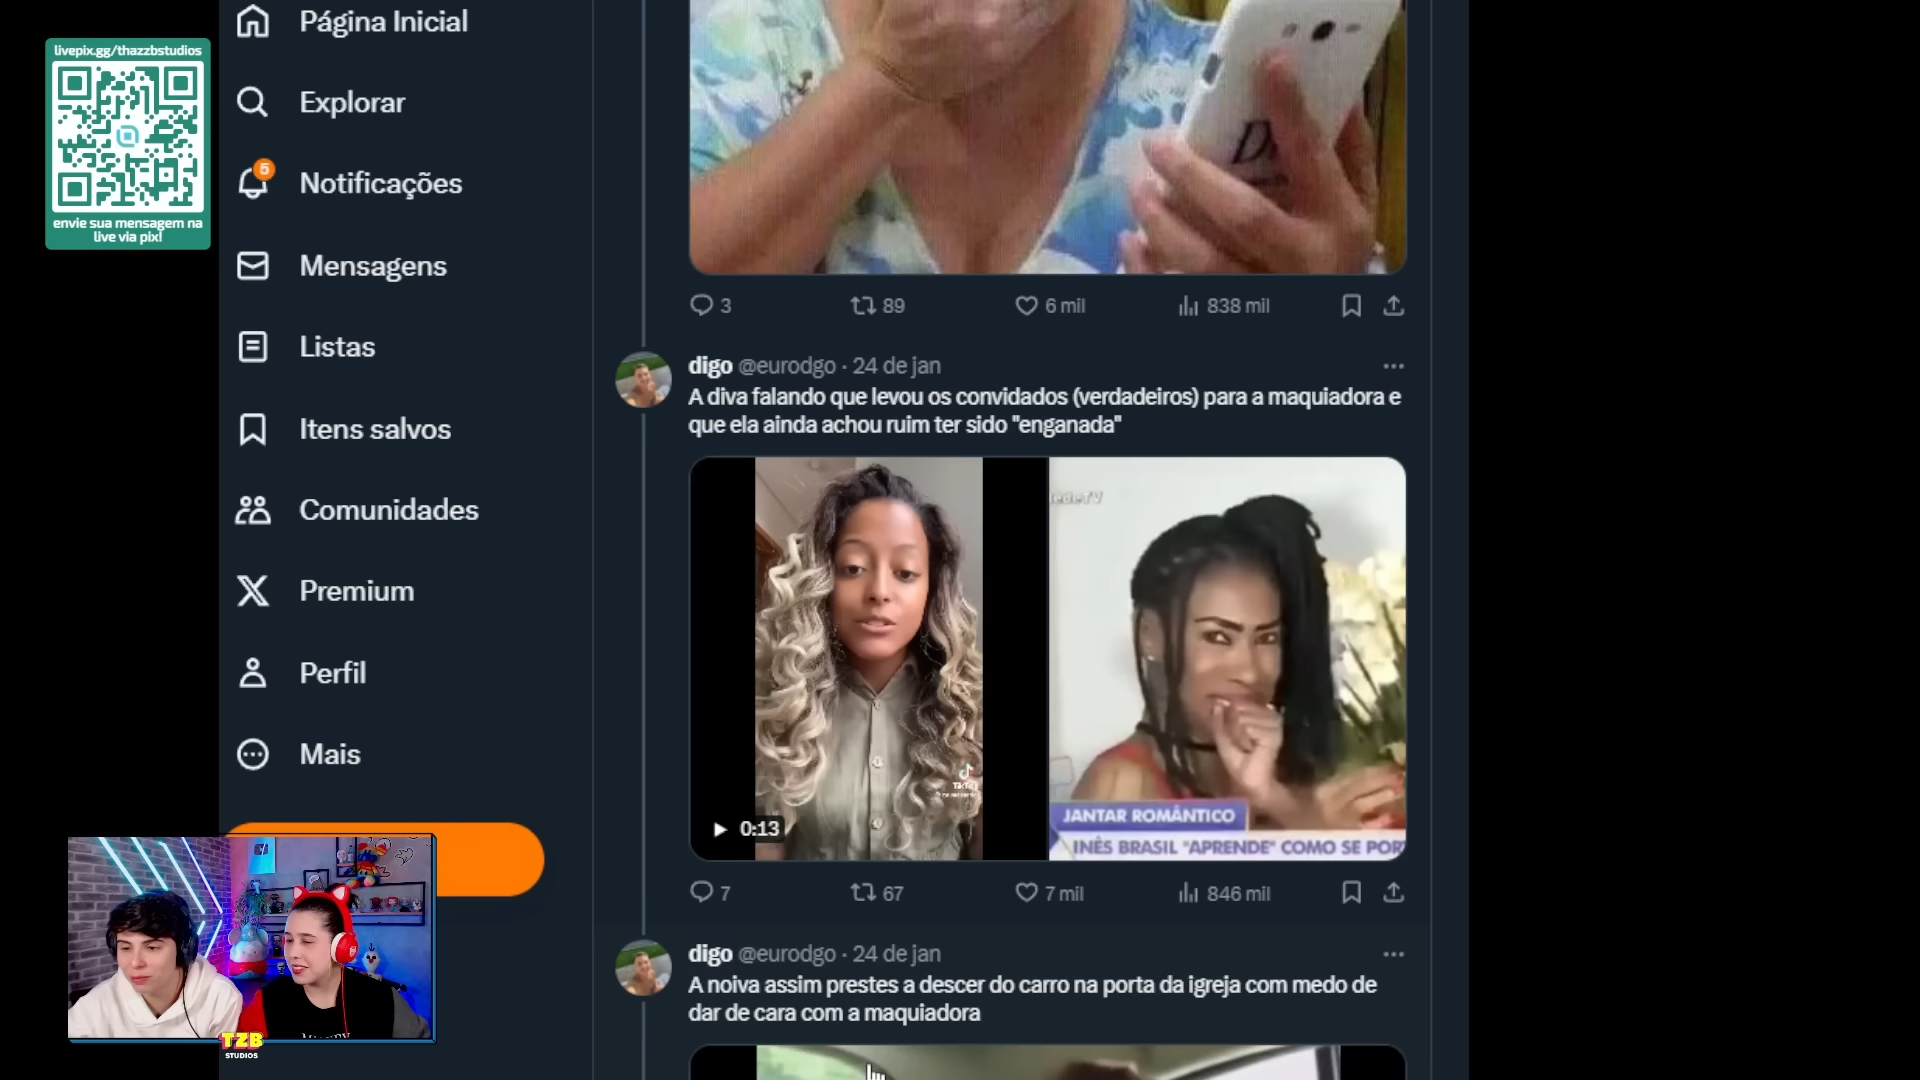 livepix.gg/thazzbstudios
envie sua mensagem na
live via pix!
Página Inicial
Explorar
5
Notificações
Mensagens
Listas
Itens salvos
Comunidades
Premium
Perfil
Mais
TZB
STUDIOS
3
89
6 mil
838 mil
digo @eurodgo · 24 de jan
A diva falando que levou os convidados (verdadeiros) para a maquiadora e
que ela ainda achou ruim ter sido "enganada"
0:13
TikTok
RedeTV
JANTAR ROMÂNTICO
INÊS BRASIL "APRENDE" COMO SE POR
7
67
7 mil
846 mil
digo @eurodgo · 24 de jan
A noiva assim prestes a descer do carro na porta da igreja com medo de
dar de cara com a maquiadora